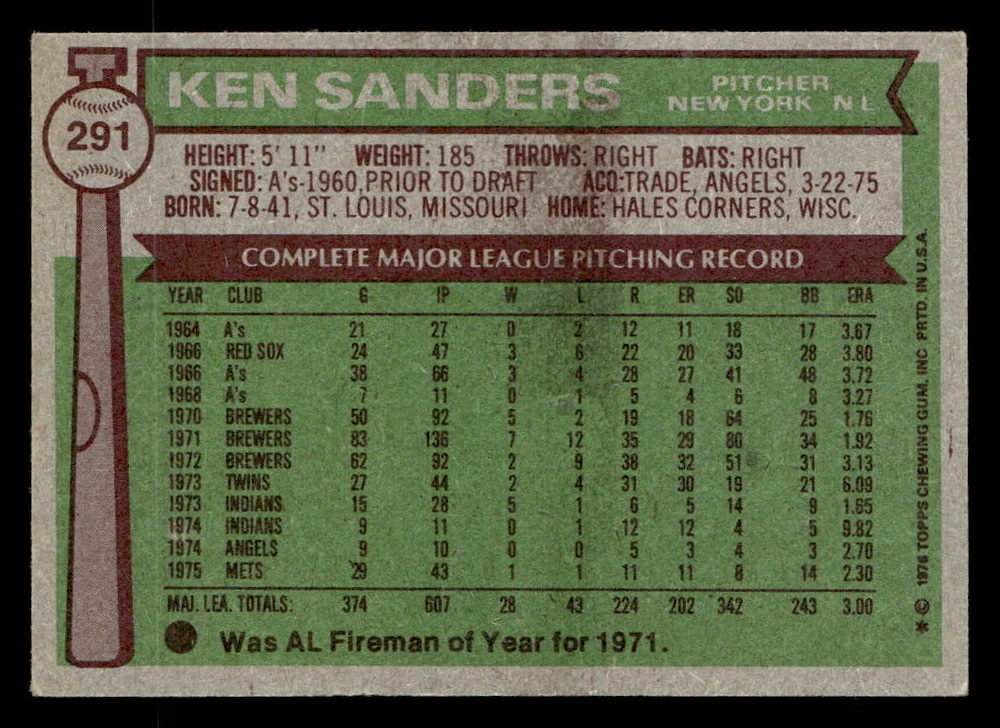 T
KEN SANDERS
PITCHER
NEW YORK N L
291
HEIGHT: 5' 11" WEIGHT: 185 THROWS: RIGHT BATS: RIGHT
SIGNED: A's-1960,PRIOR TO DRAFT ACQ:TRADE, ANGELS, 3-22-75
BORN: 7-8-41, ST. LOUIS, MISSOURI HOME: HALES CORNERS, WISC.
COMPLETE MAJOR LEAGUE PITCHING RECORD
YEAR CLUB G IP W L R ER SO BB ERA
1964 A's 21 27 0 2 12 11 18 17 3.67
1966 RED SOX 24 47 3 6 22 20 33 28 3.80
1966 A's 38 66 3 4 28 27 41 48 3.72
1968 A's 7 11 0 1 5 4 6 8 3.27
1970 BREWERS 50 92 5 2 19 18 64 25 1.76
1971 BREWERS 83 136 7 12 35 29 80 34 1.92
1972 BREWERS 62 92 2 9 38 32 51 31 3.13
1973 TWINS 27 44 2 4 31 30 19 21 6.09
1973 INDIANS 15 28 5 1 6 5 14 9 1.65
1974 INDIANS 9 11 0 1 12 12 4 5 9.82
1974 ANGELS 9 10 0 0 5 3 4 3 2.70
1975 METS 29 43 1 1 11 11 8 14 2.30
MAJ. LEA. TOTALS: 374 607 28 43 224 202 342 243 3.00
Was AL Fireman of Year for 1971.
* © 1976 TOPPS CHEWING GUM, INC PRTD. IN U.S.A.